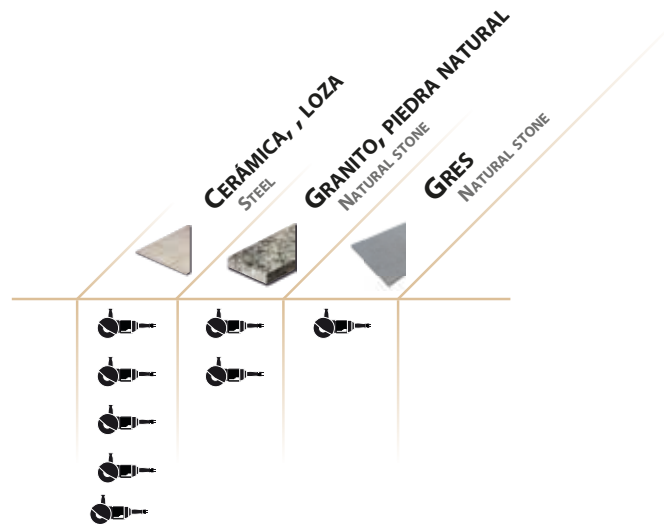 CERÁMICA, , LOZA
STEEL
GRANITO, PIEDRA NATURAL
NATURAL STONE
GRES
NATURAL STONE